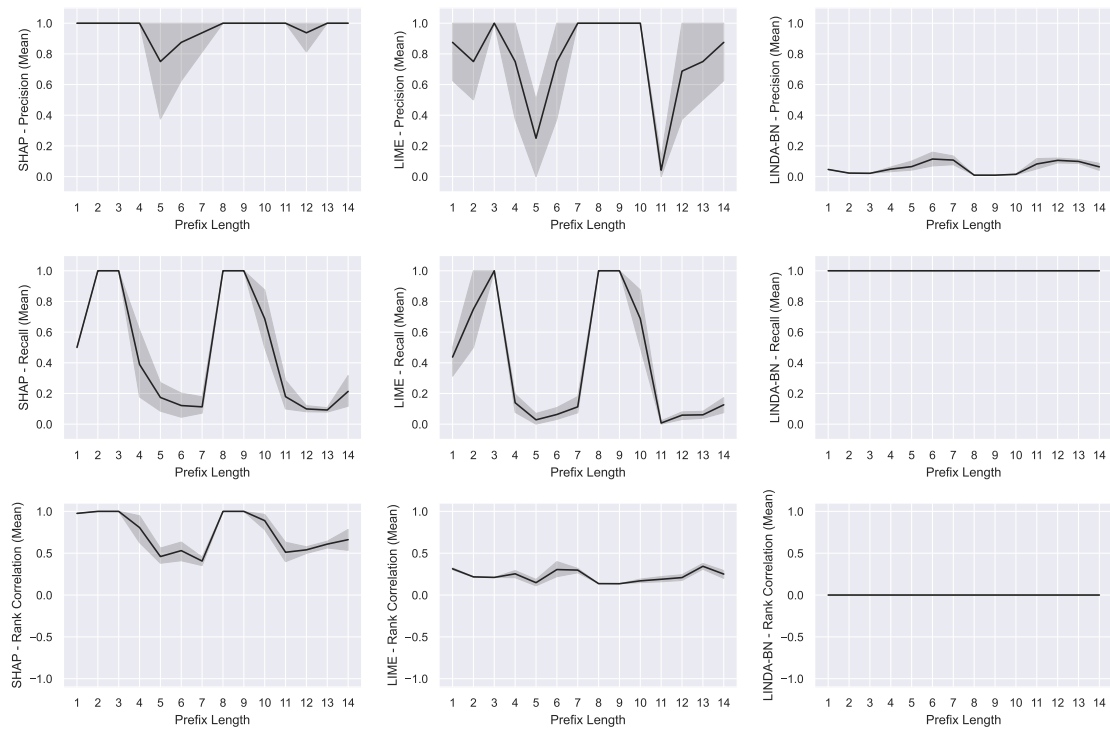 SHAP - Precision (Mean)
1.0
0.8
0.6
0.4
0.2
0.0
1 2 3 4 5 6 7 8 9 10 11 12 13 14
Prefix Length
LIME - Precision (Mean)
1.0
0.8
0.6
0.4
0.2
0.0
1 2 3 4 5 6 7 8 9 10 11 12 13 14
Prefix Length
LINDA-BN - Precision (Mean)
1.0
0.8
0.6
0.4
0.2
0.0
1 2 3 4 5 6 7 8 9 10 11 12 13 14
Prefix Length
SHAP - Recall (Mean)
1.0
0.8
0.6
0.4
0.2
0.0
1 2 3 4 5 6 7 8 9 10 11 12 13 14
Prefix Length
LIME - Recall (Mean)
1.0
0.8
0.6
0.4
0.2
0.0
1 2 3 4 5 6 7 8 9 10 11 12 13 14
Prefix Length
LINDA-BN - Recall (Mean)
1.0
0.8
0.6
0.4
0.2
0.0
1 2 3 4 5 6 7 8 9 10 11 12 13 14
Prefix Length
SHAP - Rank Correlation (Mean)
1.0
0.5
0.0
−0.5
−1.0
1 2 3 4 5 6 7 8 9 10 11 12 13 14
Prefix Length
LIME - Rank Correlation (Mean)
1.0
0.5
0.0
−0.5
−1.0
1 2 3 4 5 6 7 8 9 10 11 12 13 14
Prefix Length
LINDA-BN - Rank Correlation (Mean)
1.0
0.5
0.0
−0.5
−1.0
1 2 3 4 5 6 7 8 9 10 11 12 13 14
Prefix Length